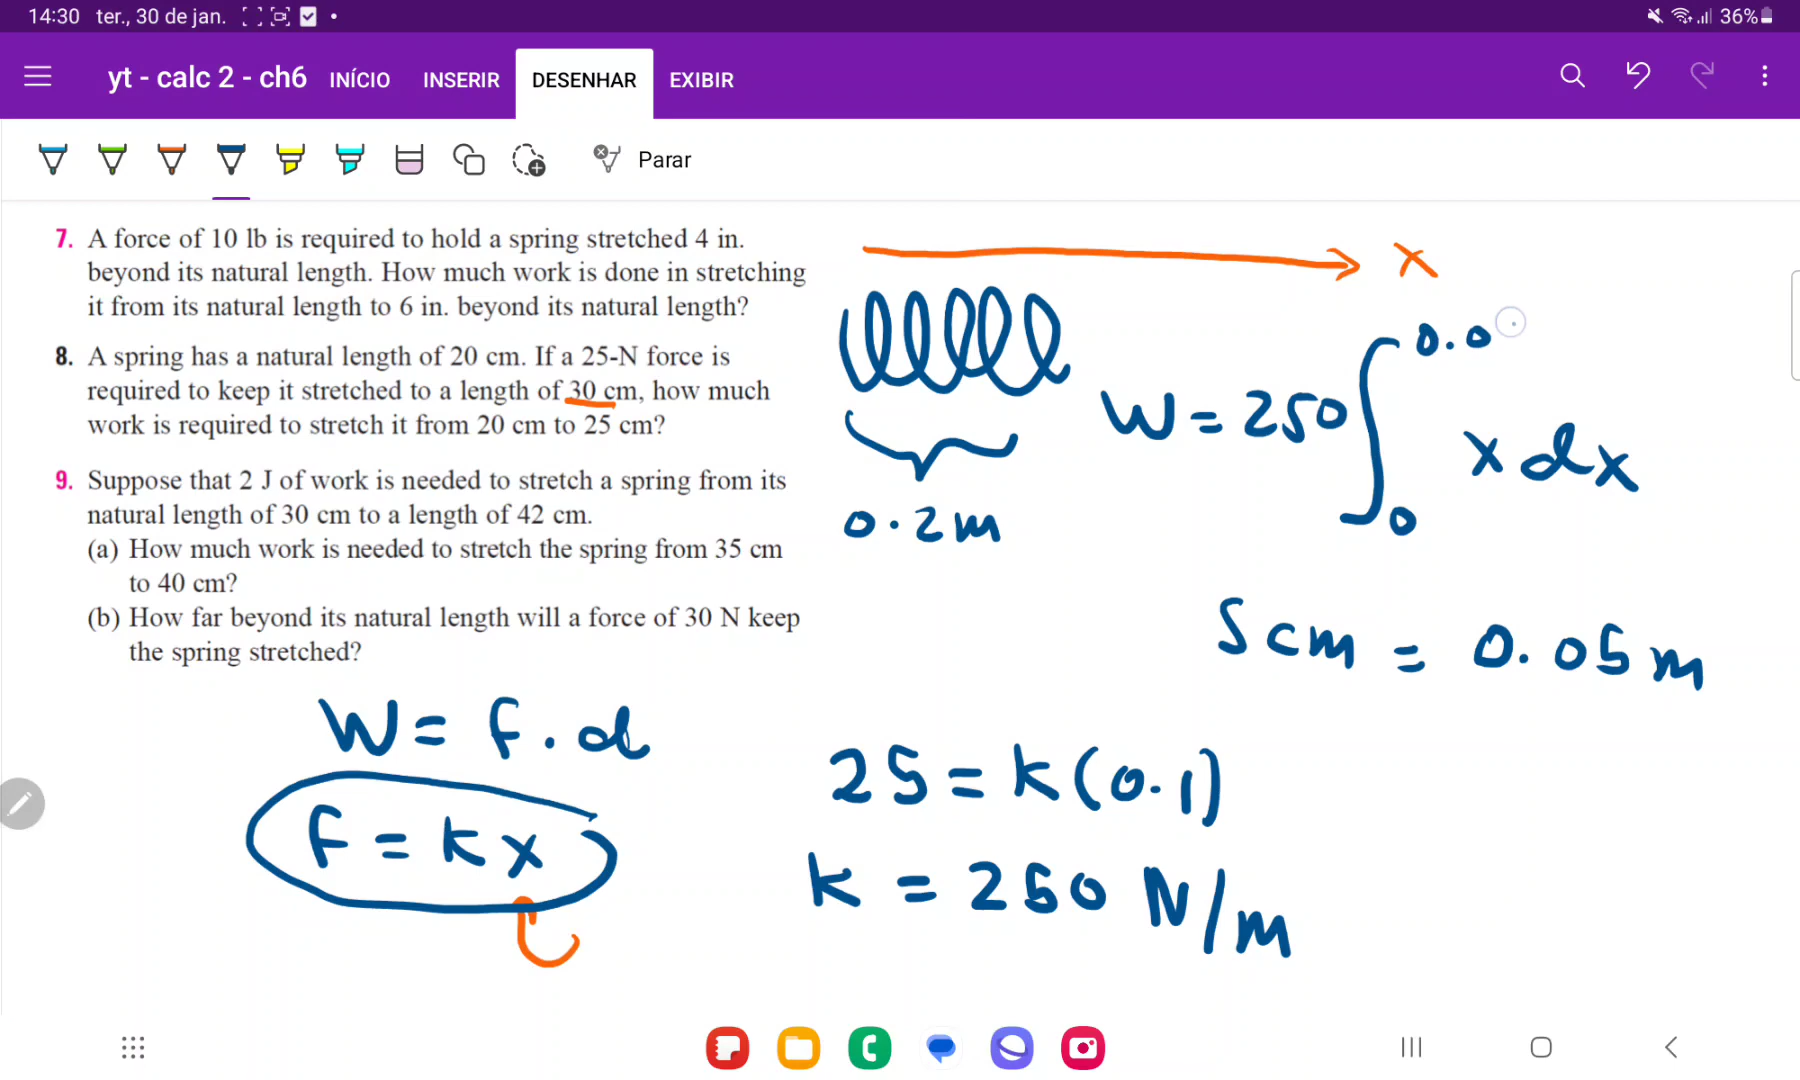 14:30 ter., 30 de jan.
36%
yt - calc 2 - ch6 INÍCIO INSERIR DESENHAR EXIBIR
Parar
7. A force of 10 lb is required to hold a spring stretched 4 in.
beyond its natural length. How much work is done in stretching
it from its natural length to 6 in. beyond its natural length?
8. A spring has a natural length of 20 cm. If a 25-N force is
required to keep it stretched to a length of 30 cm, how much
work is required to stretch it from 20 cm to 25 cm?
9. Suppose that 2 J of work is needed to stretch a spring from its
natural length of 30 cm to a length of 42 cm.
(a) How much work is needed to stretch the spring from 35 cm
to 40 cm?
(b) How far beyond its natural length will a force of 30 N keep
the spring stretched?
W = F . d
F = K x
x
0.2 m
W = 250 ∫ 0 0.0 x dx
5 cm = 0.05 m
25 = K (0.1)
K = 250 N/m